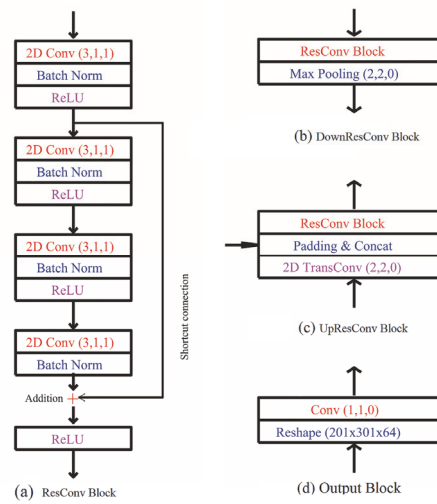 2D Conv (3,1,1)
Batch Norm
ReLU
2D Conv (3,1,1)
Batch Norm
ReLU
2D Conv (3,1,1)
Batch Norm
ReLU
2D Conv (3,1,1)
Batch Norm
Addition +
ReLU
Shortcut connection
(a) ResConv Block
ResConv Block
Max Pooling (2,2,0)
(b) DownResConv Block
ResConv Block
Padding & Concat
2D TransConv (2,2,0)
(c) UpResConv Block
Conv (1,1,0)
Reshape (201x301x64)
(d) Output Block